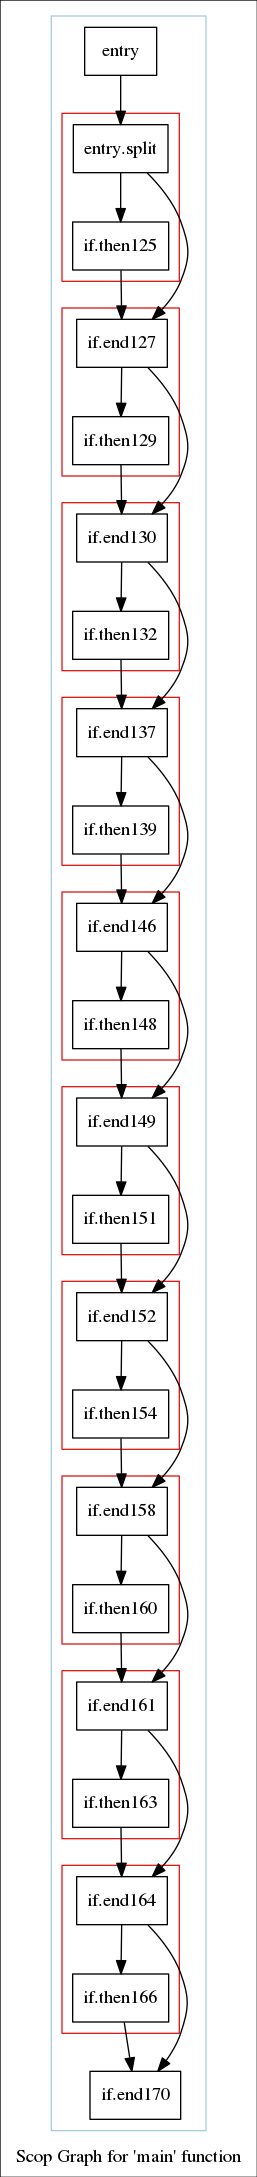 entry
entry.split
if.then125
if.end127
if.then129
if.end130
if.then132
if.end137
if.then139
if.end146
if.then148
if.end149
if.then151
if.end152
if.then154
if.end158
if.then160
if.end161
if.then163
if.end164
if.then166
if.end170
Scop Graph for 'main' function